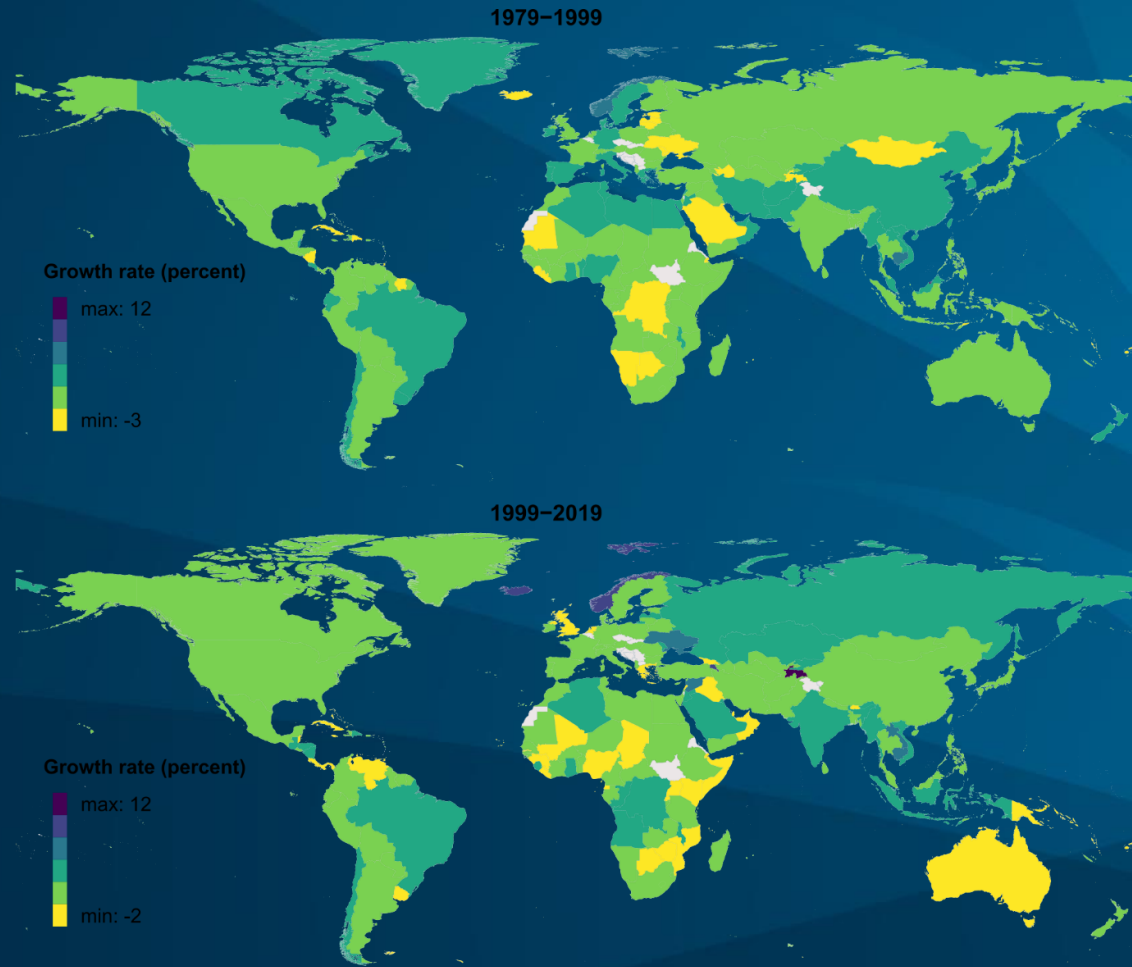 1979−1999
Growth rate (percent)
max: 12
min: -3
1999−2019
Growth rate (percent)
max: 12
min: -2